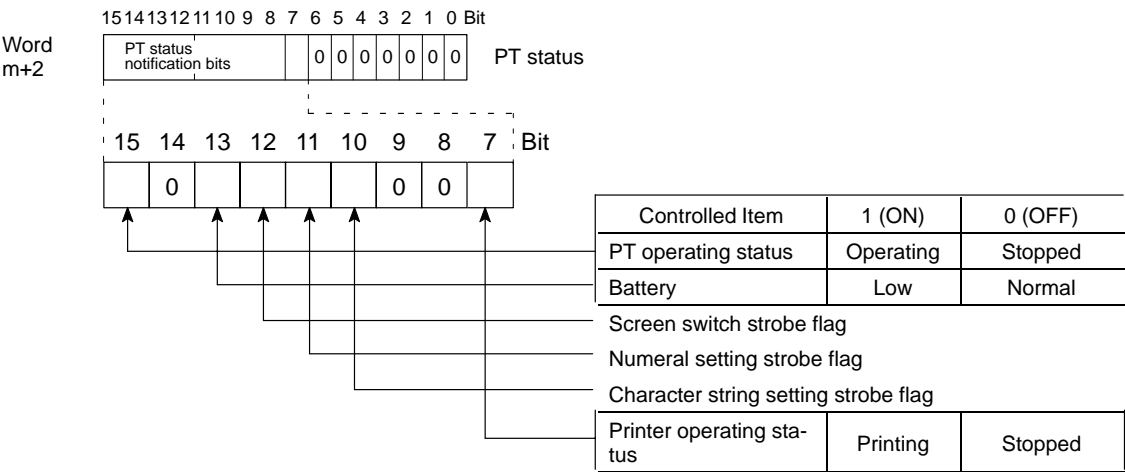 15 14 13 12 11 10 9 8 7 6 5 4 3 2 1 0 Bit
Word
m+2
PT status
notification bits
0 0 0 0 0 0 0
PT status
15 14 13 12 11 10 9 8 7 Bit
0 0 0
Controlled Item 1 (ON) 0 (OFF)
PT operating status Operating Stopped
Battery Low Normal
Screen switch strobe flag
Numeral setting strobe flag
Character string setting strobe flag
Printer operating sta-
tus
Printing Stopped